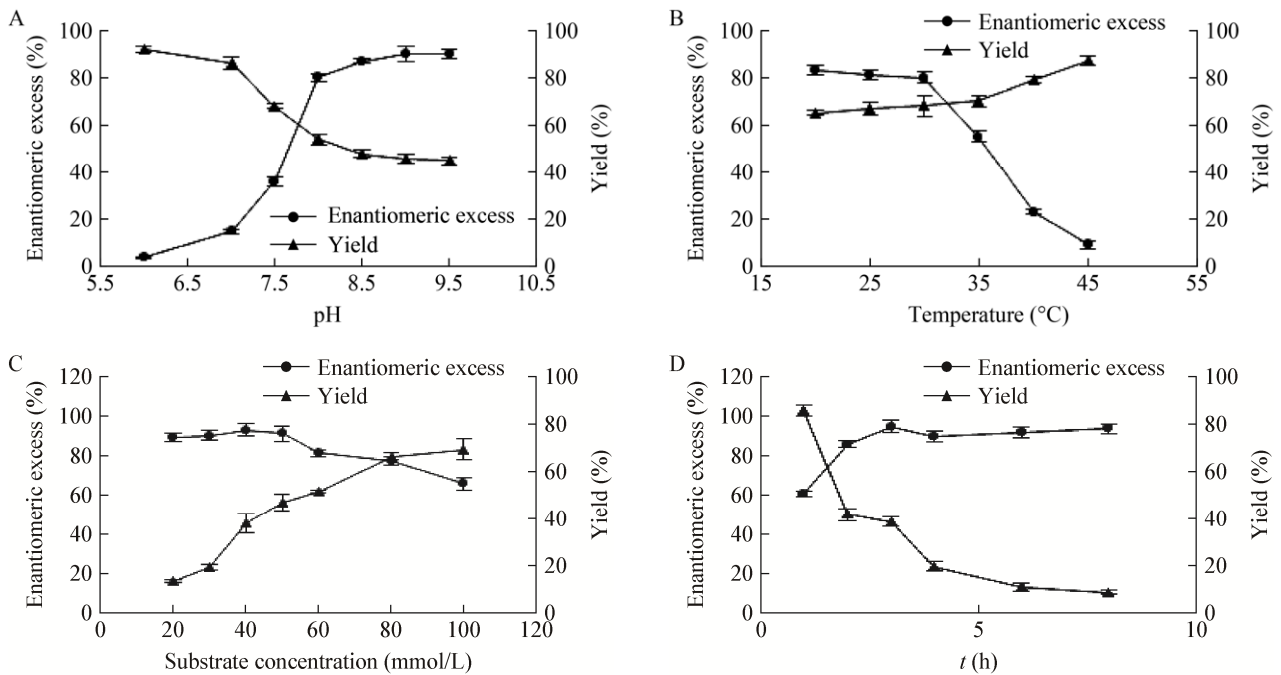 A
Enantiomeric excess (%)
100
80
60
40
20
0
5.5 6.5 7.5 8.5 9.5 10.5
pH
100
80
60
40
20
0
Yield (%)
Enantiomeric excess
Yield
B
Enantiomeric excess (%)
100
80
60
40
20
0
15 25 35 45 55
Temperature (°C)
100
80
60
40
20
0
Yield (%)
Enantiomeric excess
Yield
C
Enantiomeric excess (%)
120
100
80
60
40
20
0
0 20 40 60 80 100 120
Substrate concentration (mmol/L)
100
80
60
40
20
0
Yield (%)
Enantiomeric excess
Yield
D
Enantiomeric excess (%)
120
100
80
60
40
20
0
0 5 10
t (h)
100
80
60
40
20
0
Yield (%)
Enantiomeric excess
Yield